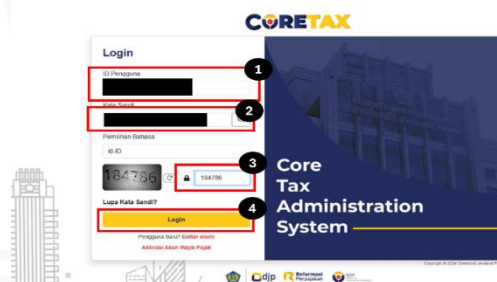 CORETAX
Login
ID Pengguna
1
Kata Sandi
2
Pemilihan Bahasa
id-ID
3
184786
184786
Lupa Kata Sandi?
4
Login
Pengguna Baru? Daftar disini
Aktivasi Akun Wajib Pajak
Core
Tax
Administration
System
djp
Reformasi
Perpajakan